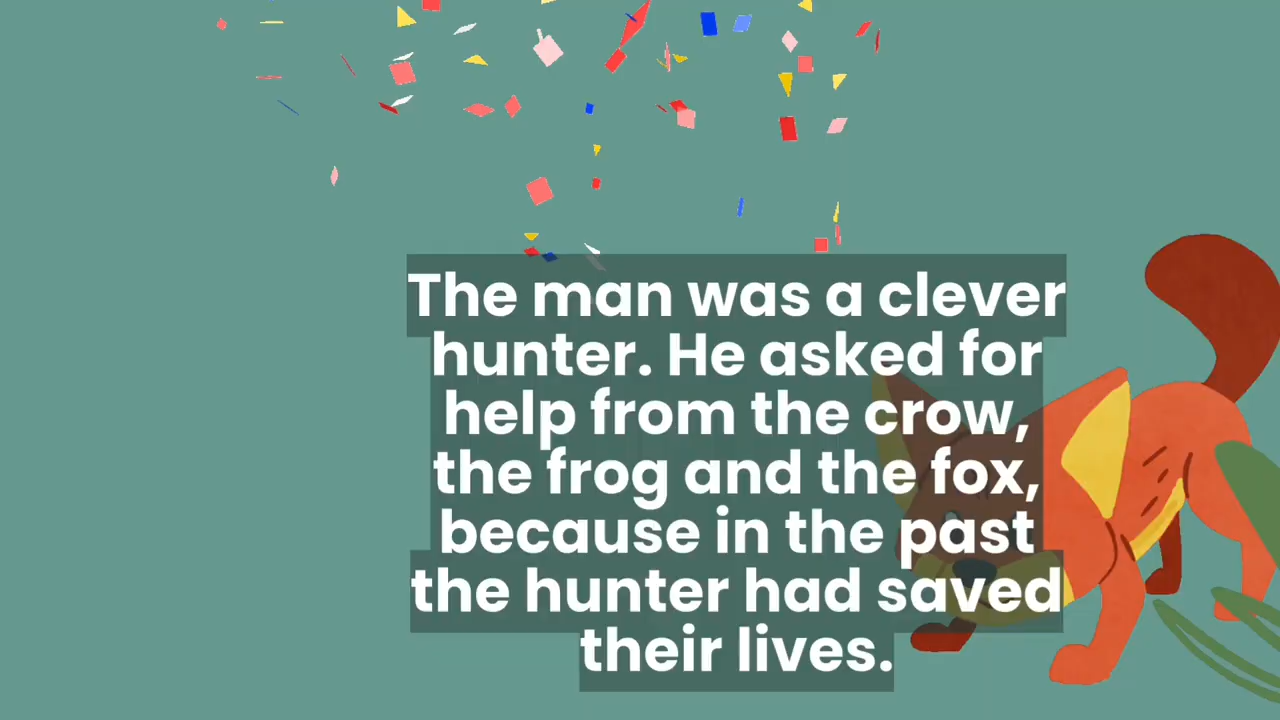 The man was a clever
hunter. He asked for
help from the crow,
the frog and the fox,
because in the past
the hunter had saved
their lives.